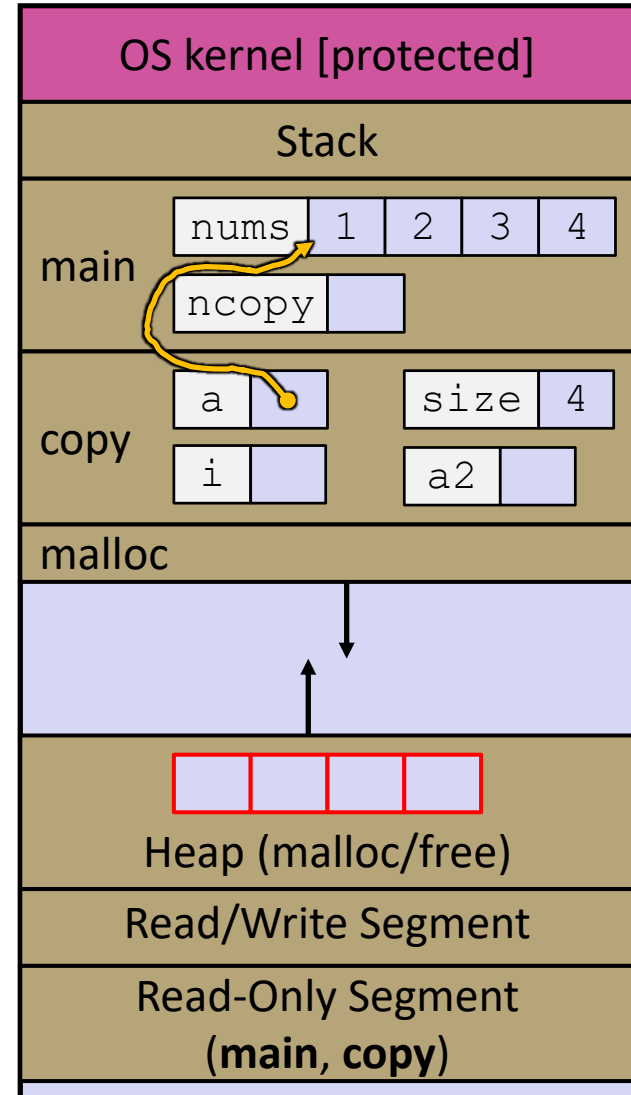 OS kernel [protected]
Stack
main
nums 1 2 3 4
ncopy
copy
a size 4
i a2
malloc
Heap (malloc/free)
Read/Write Segment
Read-Only Segment
(main, copy)